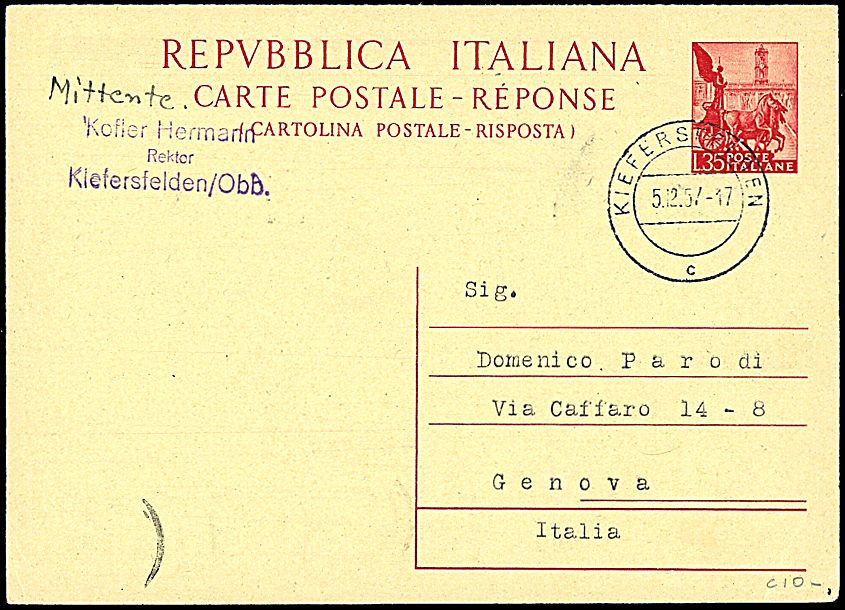 REPVBBLICA ITALIANA
Mittente. CARTE POSTALE - RÉPONSE
(CARTOLINA POSTALE - RISPOSTA)
Kofler Hermann
Rektor
Kiefersfelden/Obb.
L.35 POSTE
ITALIANE
KIEFERSFELDEN
5.12.57-17
c
Sig.
Domenico Parodi
Via Caffaro 14 - 8
Genova
Italia
c10-,